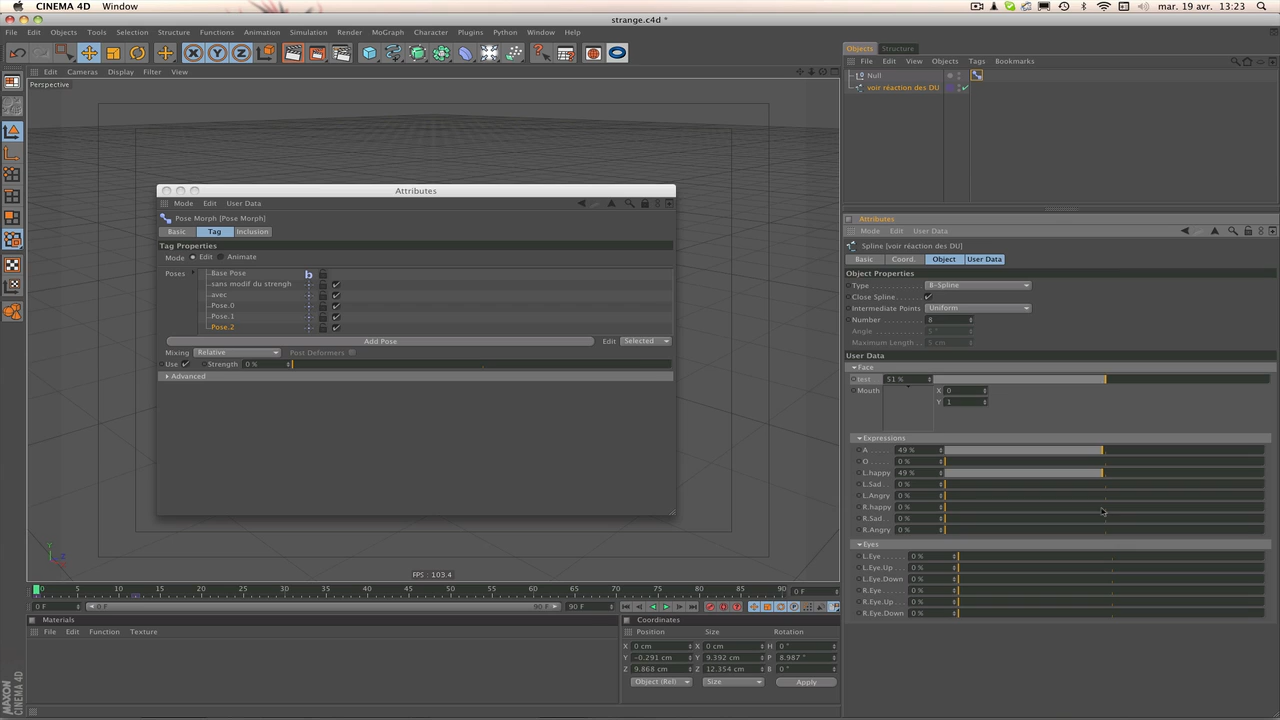 CINEMA 4D Window mar. 19 avr. 13:23
strange.c4d *
File Edit Objects Tools Selection Structure Functions Animation Simulation Render MoGraph Character Plugins Python Window Help
Edit Cameras Display Filter View
Perspective
Attributes
Mode Edit User Data
Pose Morph [Pose Morph]
Basic Tag Inclusion
Tag Properties
Mode Edit Animate
Poses Base Pose b
sans modif du strengh
avec
Pose.0
Pose.1
Pose.2
Add Pose Edit Selected
Mixing Relative Post Deformers
Use Strength 0 %
Advanced
Y Z
FPS : 103.4
0 5 10 15 20 25 30 35 40 45 50 55 60 65 70 75 80 85 90 0 F
0 F 0 F 90 F 90 F
Materials
File Edit Function Texture
Coordinates
Position Size Rotation
X 0 cm X 0 cm H 0 °
Y -0.291 cm Y 9.392 cm P 8.987 °
Z 9.868 cm Z 12.354 cm B 0 °
Object (Rel) Size Apply
MAXON CINEMA 4D
Objects Structure
File Edit View Objects Tags Bookmarks
Null
voir réaction des DU
Attributes
Mode Edit User Data
Spline [voir réaction des DU]
Basic Coord. Object User Data
Object Properties
Type B-Spline
Close Spline
Intermediate Points Uniform
Number 8
Angle 5 °
Maximum Length 5 cm
User Data
Face
test 51 %
Mouth X 0
Y 1
Expressions
A 49 %
O 0 %
L.happy 49 %
L.Sad 0 %
L.Angry 0 %
R.happy 0 %
R.Sad 0 %
R.Angry 0 %
Eyes
L.Eye 0 %
L.Eye.Up 0 %
L.Eye.Down 0 %
R.Eye 0 %
R.Eye.Up 0 %
R.Eye.Down 0 %